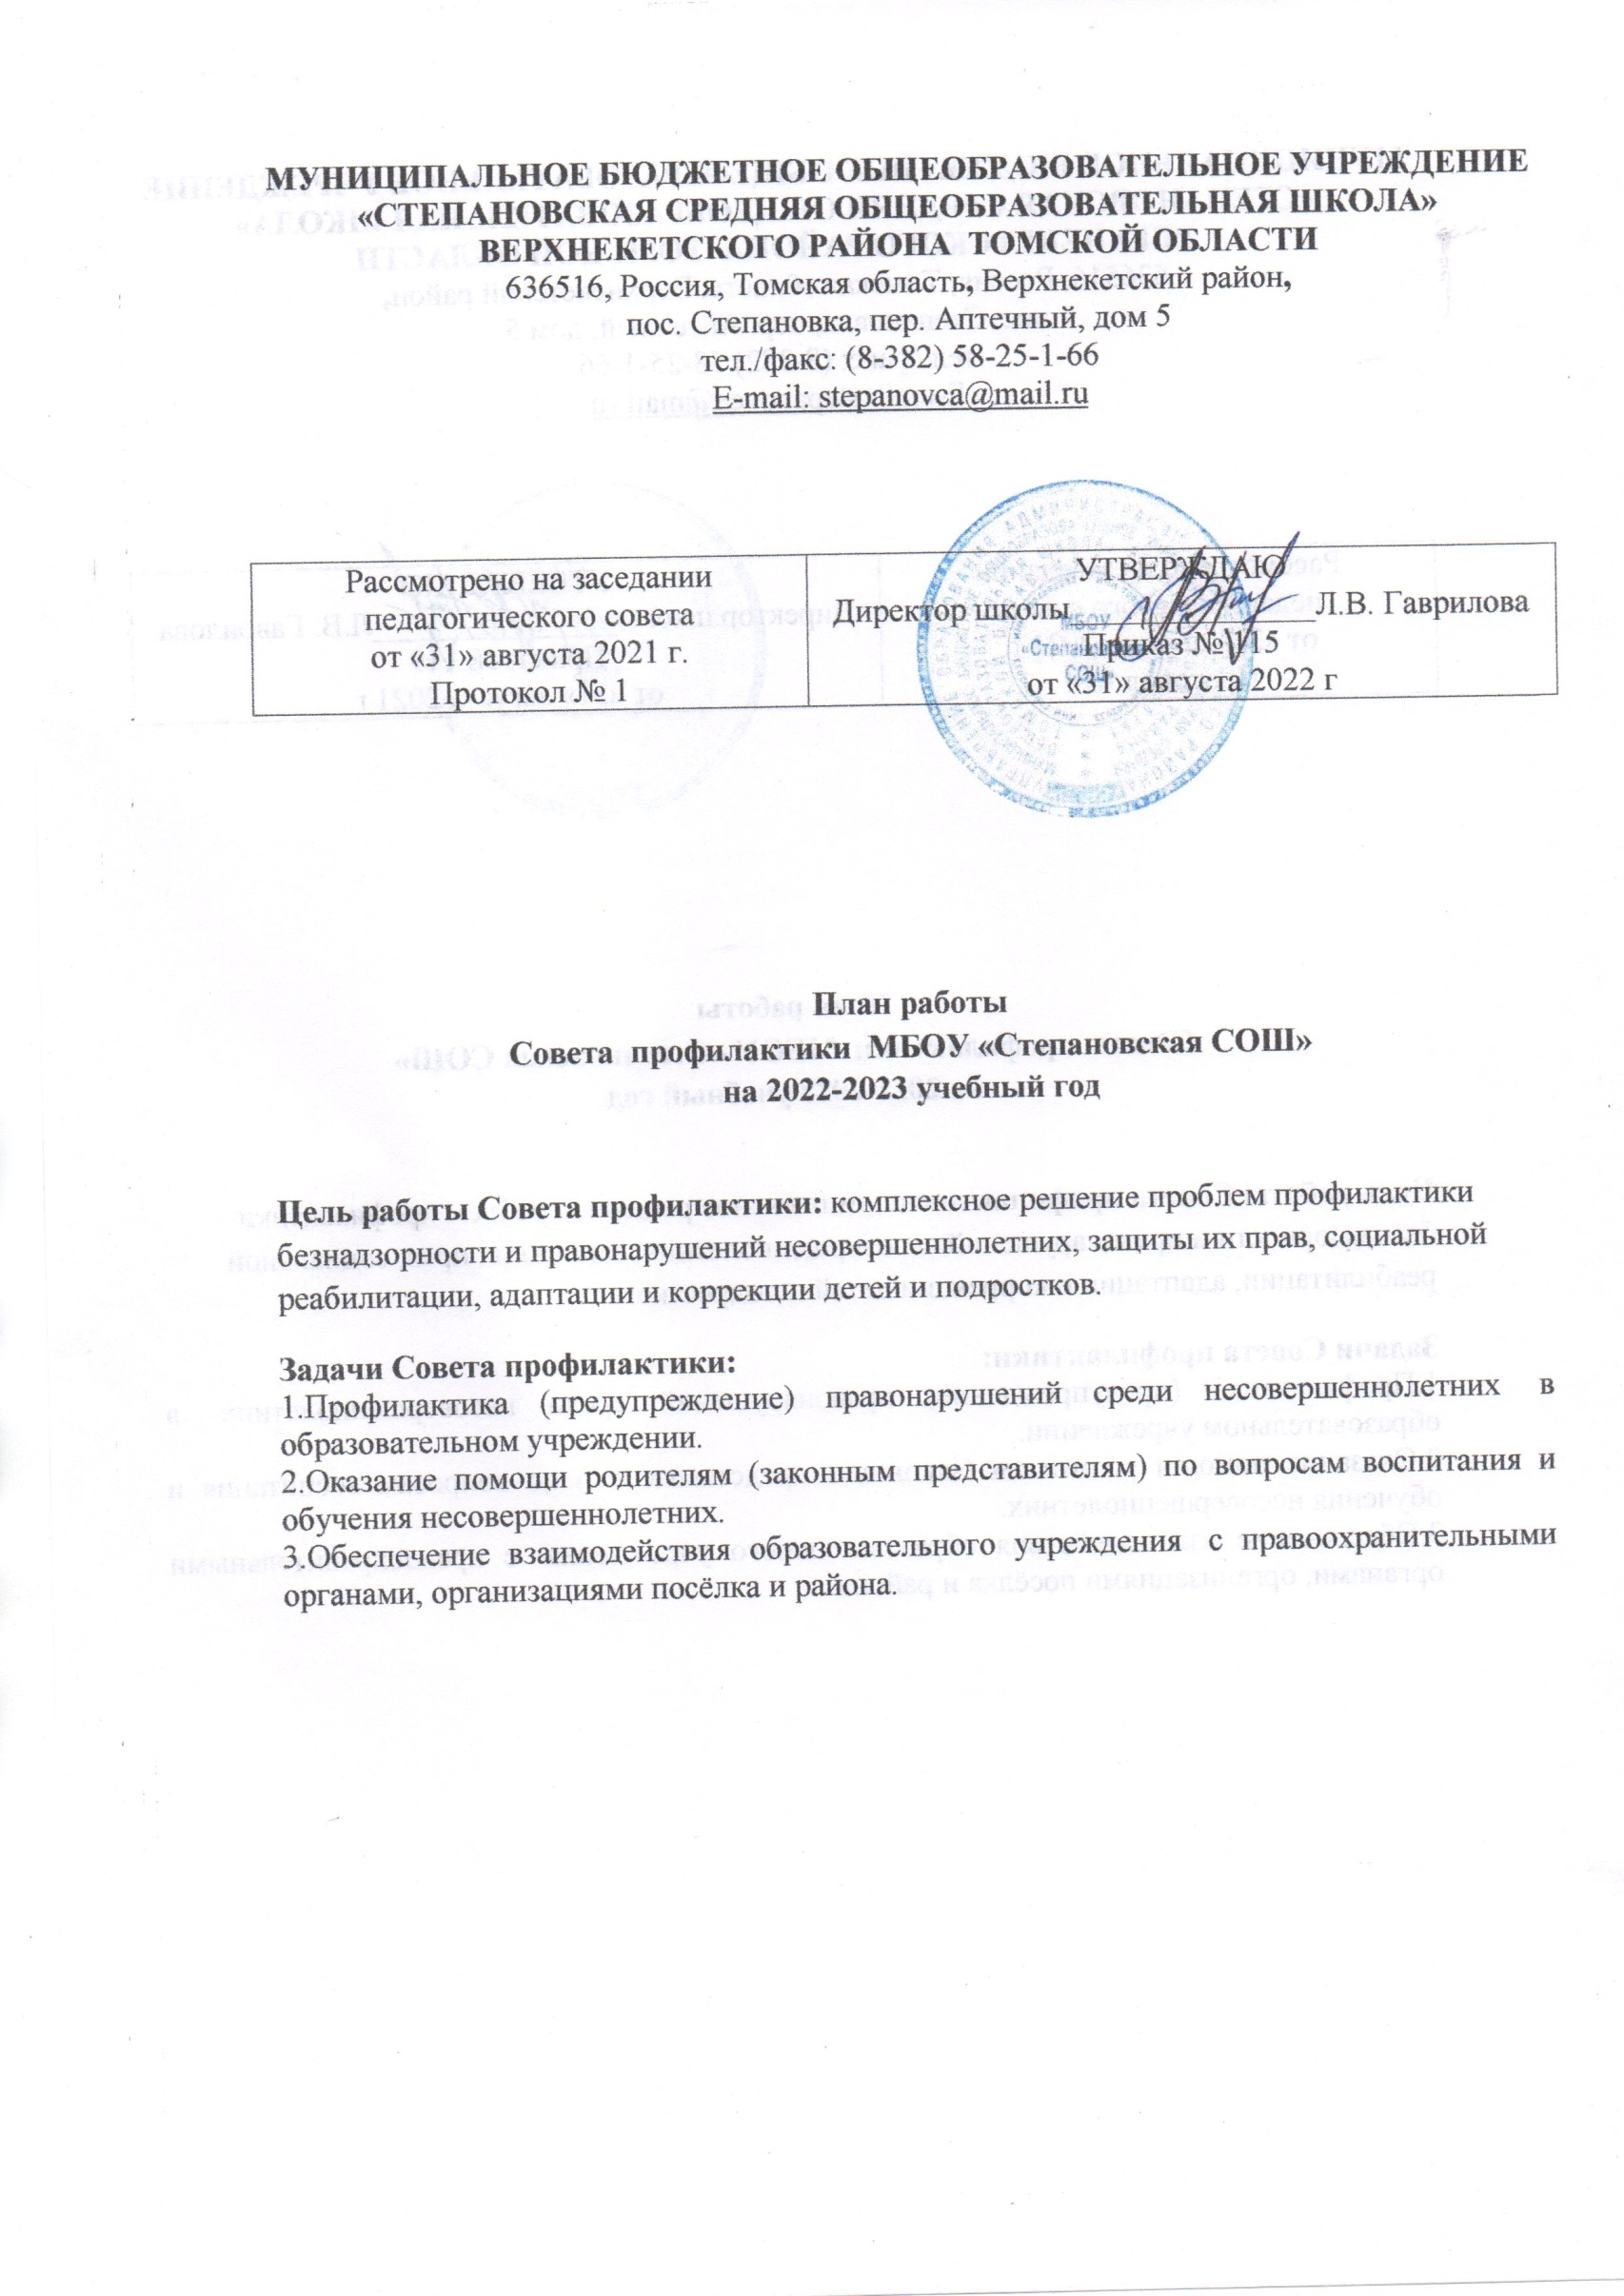 МУНИЦИПАЛЬНОЕ БЮДЖЕТНОЕ ОБЩЕОБРАЗОВАТЕЛЬНОЕ УЧРЕЖДЕНИЕ
«СТЕПАНОВСКАЯ СРЕДНЯЯ ОБЩЕОБРАЗОВАТЕЛЬНАЯ ШКОЛА»
ВЕРХНЕКЕТСКОГО РАЙОНА ТОМСКОЙ ОБЛАСТИ
636516, Россия, Томская область, Верхнекетский район,
пос. Степановка, пер. Аптечный, дом 5
тел./факс: (8-382) 58-25-1-66
E-mail: stepanovca@mail.ru
Рассмотрено на заседании
педагогического совета
от «31» августа 2021 г.
Протокол № 1
УТВЕРЖДАЮ
Директор школы Л.В. Гаврилова
Приказ № 115
от «31» августа 2022 г
МБОУ
«Степановская
СОШ»
План работы
Совета профилактики МБОУ «Степановская СОШ»
на 2022-2023 учебный год
Цель работы Совета профилактики: комплексное решение проблем профилактики
безнадзорности и правонарушений несовершеннолетних, защиты их прав, социальной
реабилитации, адаптации и коррекции детей и подростков.
Задачи Совета профилактики:
1.Профилактика (предупреждение) правонарушений среди несовершеннолетних в
образовательном учреждении.
2.Оказание помощи родителям (законным представителям) по вопросам воспитания и
обучения несовершеннолетних.
3.Обеспечение взаимодействия образовательного учреждения с правоохранительными
органами, организациями посёлка и района.